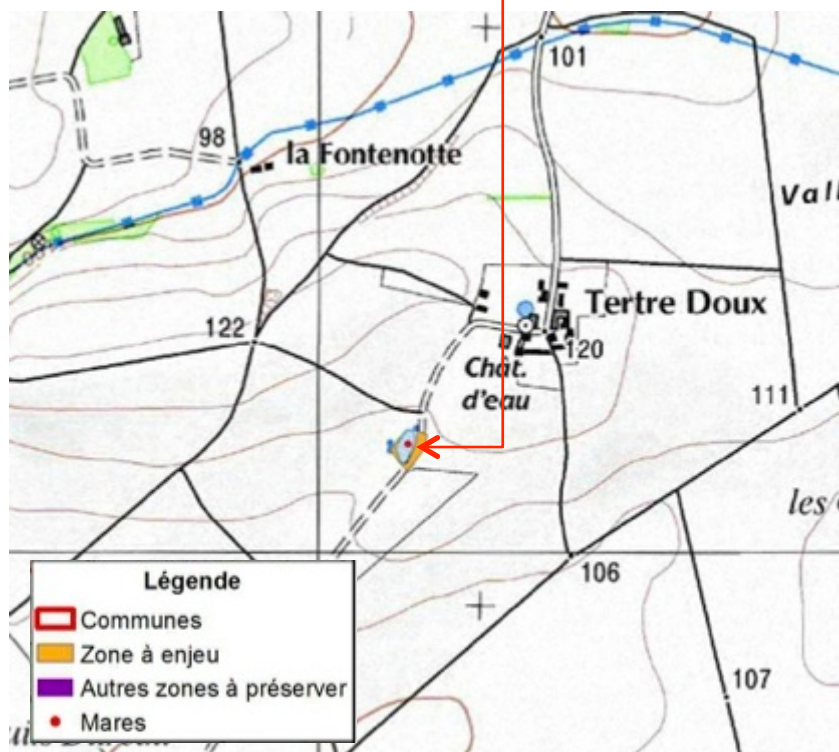 101
98
la Fontenotte
Vall
Tertre Doux
122
120
Chât.
d'eau
111
les
106
Légende
Communes
Zone à enjeu
Autres zones à préserver
Mares
107